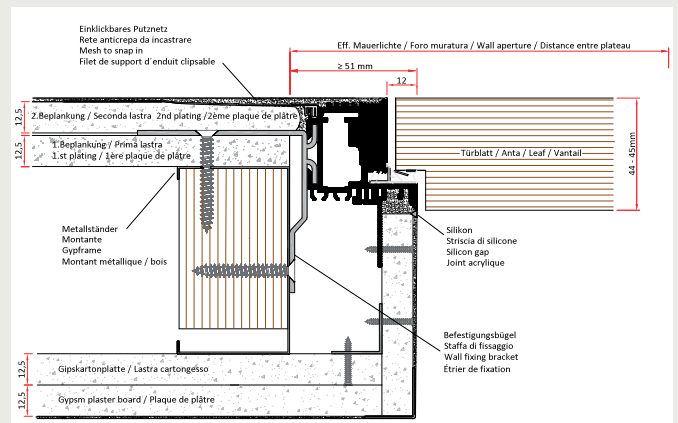 Einklickbares Putznetz
Rete anticrepa da incastrare
Mesh to snap in
Filet de support d´enduit clipsable
Eff. Mauerlichte / Foro muratura / Wall aperture / Distance entre plateau
≥ 51 mm
12
12,5
2.Beplankung / Seconda lastra 2nd plating /2ème plaque de plâtre
12,5
1.Beplankung / Prima lastra
1.st plating / 1ère plaque de plâtre
Türblatt / Anta / Leaf / Vantail
44 - 45mm
Metallständer
Montante
Gypframe
Montant métallique / bois
Silikon
Striscia di silicone
Silicon gap
Joint acrylique
Befestigungsbügel
Staffa di fissaggio
Wall fixing bracket
Étrier de fixation
12,5
Gipskartonplatte / Lastra cartongesso
12,5
Gypsm plaster board / Plaque de plâtre